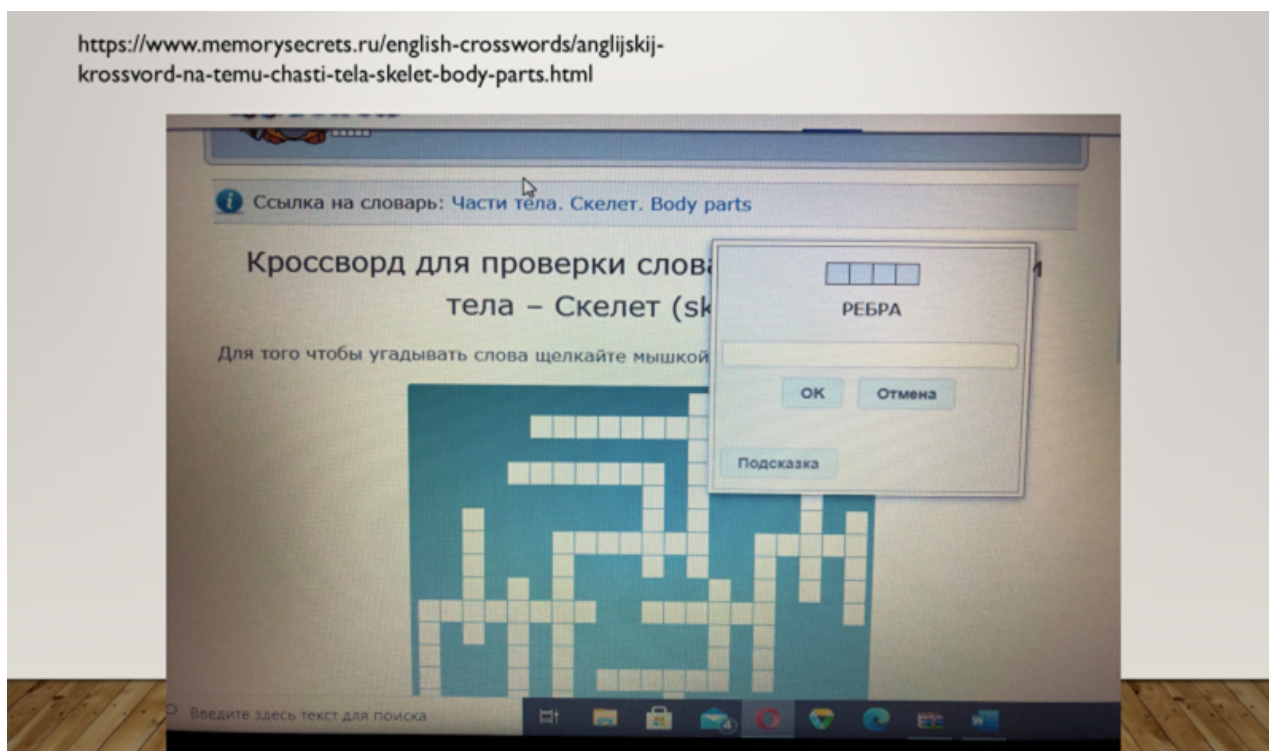 https://www.memorysecrets.ru/english-crosswords/anglijskij-
krossvord-na-temu-chasti-tela-skelet-body-parts.html
Ссылка на словарь: Части тела. Скелет. Body parts
Кроссворд для проверки слова
тела – Скелет (sk
Для того чтобы угадывать слова щелкайте мышкой
РЕБРА
ОК Отмена
Подсказка
Введите здесь текст для поиска